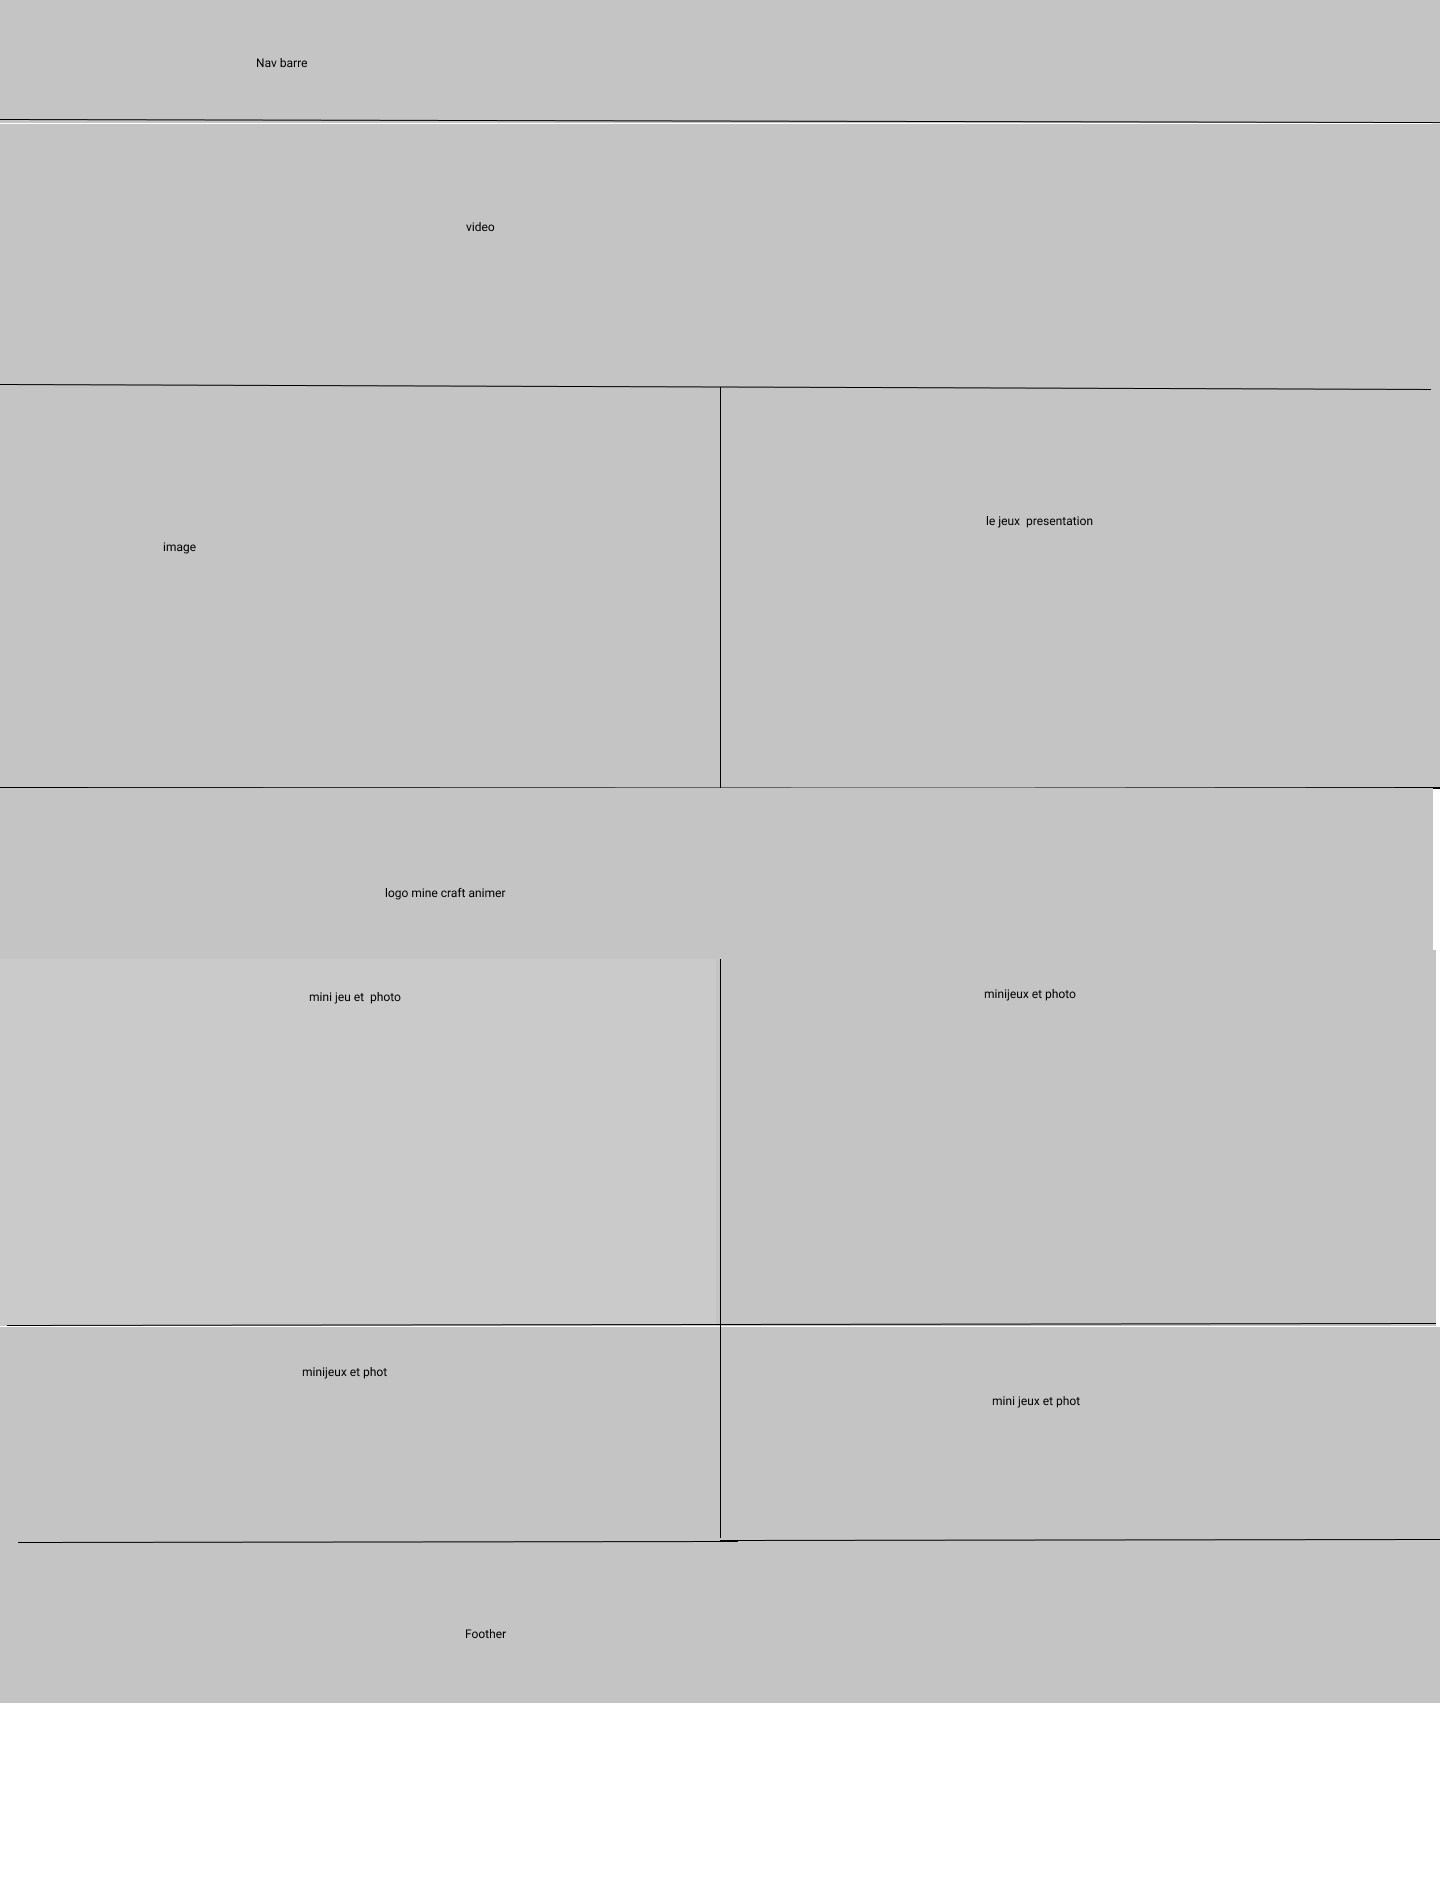 Nav barre
video
image
le jeux  presentation
logo mine craft animer
mini jeu et  photo
minijeux et photo
minijeux et phot
mini jeux et phot
Foother